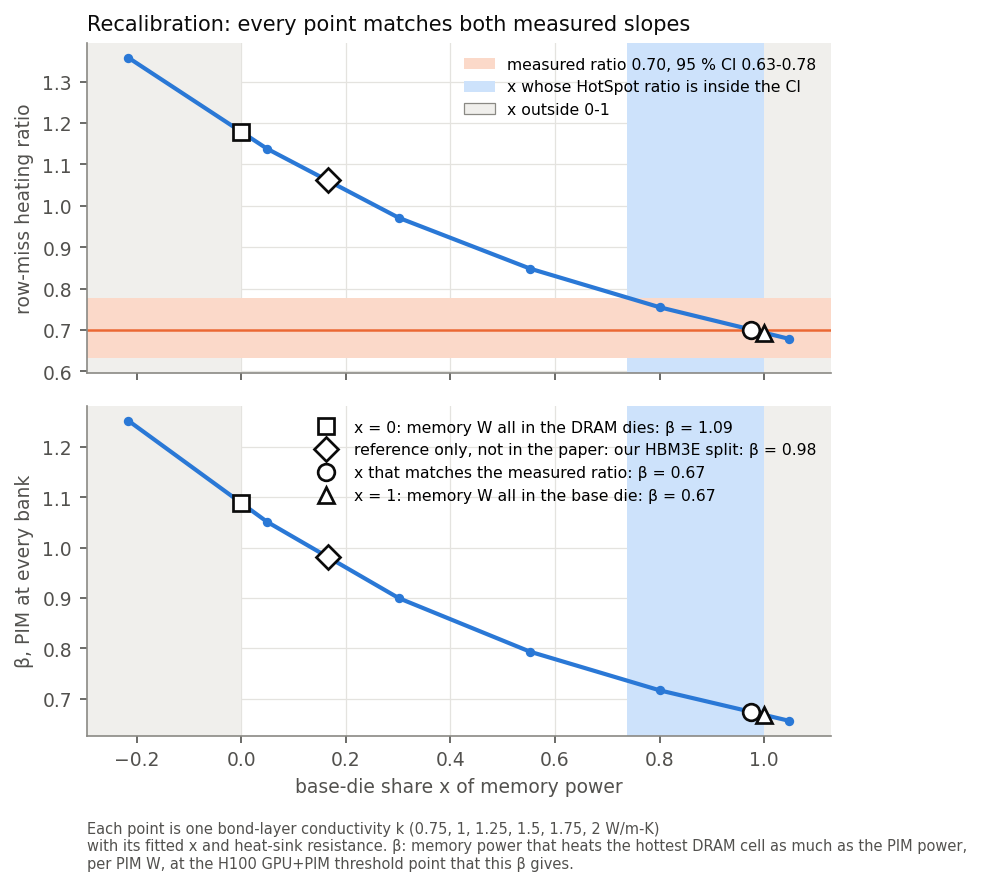 Recalibration: every point matches both measured slopes
row-miss heating ratio
1.3
1.2
1.1
1.0
0.9
0.8
0.7
0.6
measured ratio 0.70, 95 % CI 0.63-0.78
x whose HotSpot ratio is inside the CI
x outside 0-1
β, PIM at every bank
1.2
1.1
1.0
0.9
0.8
0.7
x = 0: memory W all in the DRAM dies: β = 1.09
reference only, not in the paper: our HBM3E split: β = 0.98
x that matches the measured ratio: β = 0.67
x = 1: memory W all in the base die: β = 0.67
−0.2 0.0 0.2 0.4 0.6 0.8 1.0
base-die share x of memory power
Each point is one bond-layer conductivity k (0.75, 1, 1.25, 1.5, 1.75, 2 W/m-K)
with its fitted x and heat-sink resistance. β: memory power that heats the hottest DRAM cell as much as the PIM power,
per PIM W, at the H100 GPU+PIM threshold point that this β gives.